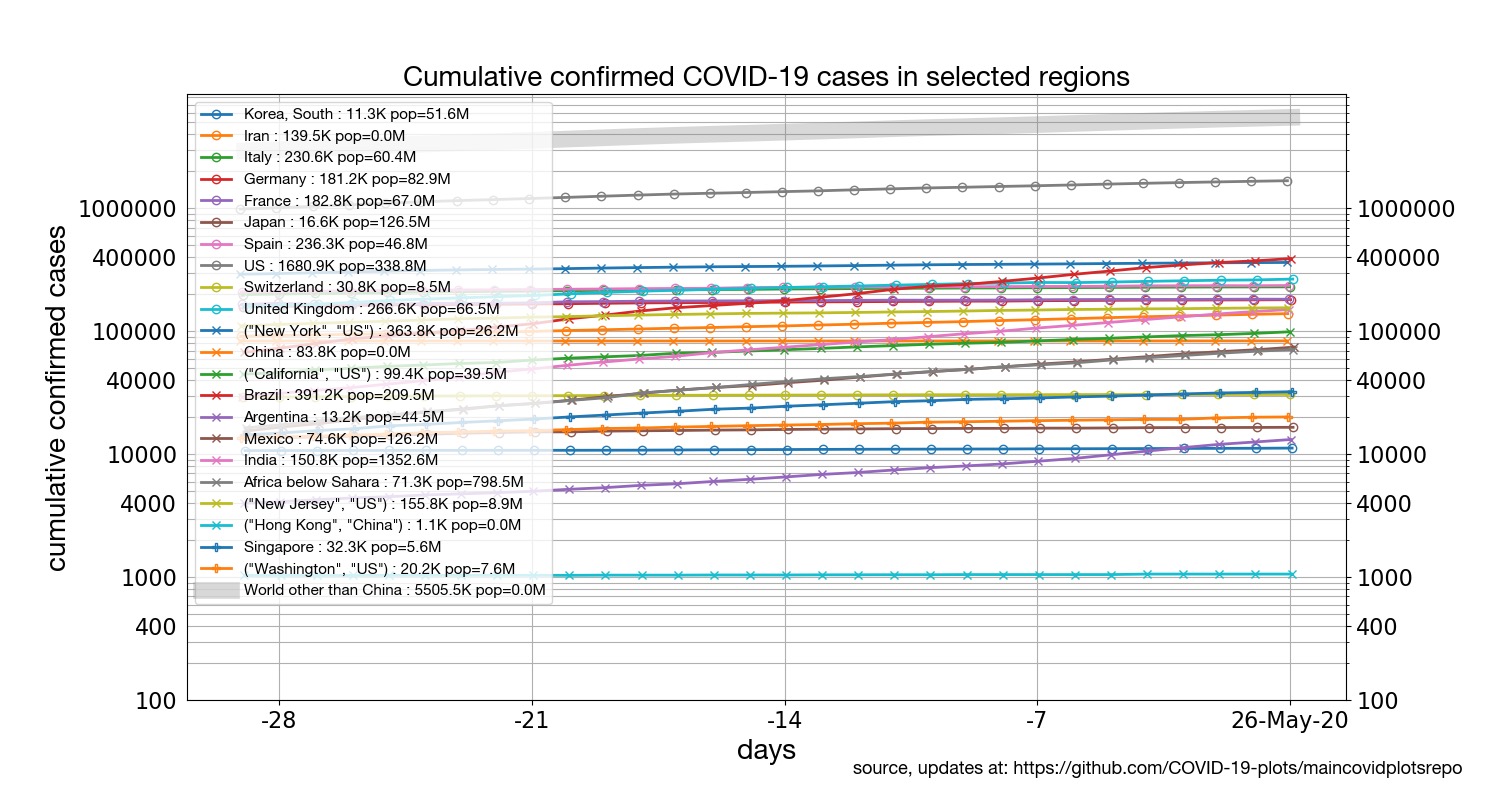 Cumulative confirmed COVID-19 cases in selected regions
Korea, South : 11.3K pop=51.6M
Iran : 139.5K pop=0.0M
Italy : 230.6K pop=60.4M
Germany : 181.2K pop=82.9M
France : 182.8K pop=67.0M
Japan : 16.6K pop=126.5M
Spain : 236.3K pop=46.8M
US : 1680.9K pop=338.8M
Switzerland : 30.8K pop=8.5M
United Kingdom : 266.6K pop=66.5M
("New York", "US") : 363.8K pop=26.2M
China : 83.8K pop=0.0M
("California", "US") : 99.4K pop=39.5M
Brazil : 391.2K pop=209.5M
Argentina : 13.2K pop=44.5M
Mexico : 74.6K pop=126.2M
India : 150.8K pop=1352.6M
Africa below Sahara : 71.3K pop=798.5M
("New Jersey", "US") : 155.8K pop=8.9M
("Hong Kong", "China") : 1.1K pop=0.0M
Singapore : 32.3K pop=5.6M
("Washington", "US") : 20.2K pop=7.6M
World other than China : 5505.5K pop=0.0M
cumulative confirmed cases
1000000
400000
100000
40000
10000
4000
1000
400
100
1000000
400000
100000
40000
10000
4000
1000
400
100
-28
-21
-14
-7
26-May-20
days
source, updates at: https://github.com/COVID-19-plots/maincovidplotsrepo